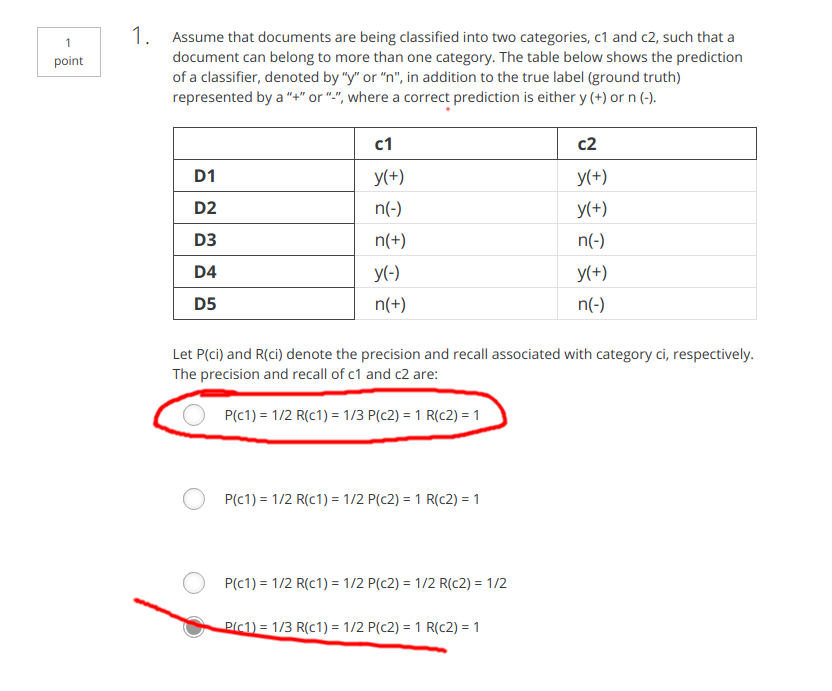 1
point
1. Assume that documents are being classified into two categories, c1 and c2, such that a
document can belong to more than one category. The table below shows the prediction
of a classifier, denoted by “y” or “n", in addition to the true label (ground truth)
represented by a “+” or “-”, where a correct prediction is either y (+) or n (-).
c1 c2
D1 y(+) y(+)
D2 n(-) y(+)
D3 n(+) n(-)
D4 y(-) y(+)
D5 n(+) n(-)
Let P(ci) and R(ci) denote the precision and recall associated with category ci, respectively.
The precision and recall of c1 and c2 are:
P(c1) = 1/2 R(c1) = 1/3 P(c2) = 1 R(c2) = 1
P(c1) = 1/2 R(c1) = 1/2 P(c2) = 1 R(c2) = 1
P(c1) = 1/2 R(c1) = 1/2 P(c2) = 1/2 R(c2) = 1/2
P(c1) = 1/3 R(c1) = 1/2 P(c2) = 1 R(c2) = 1